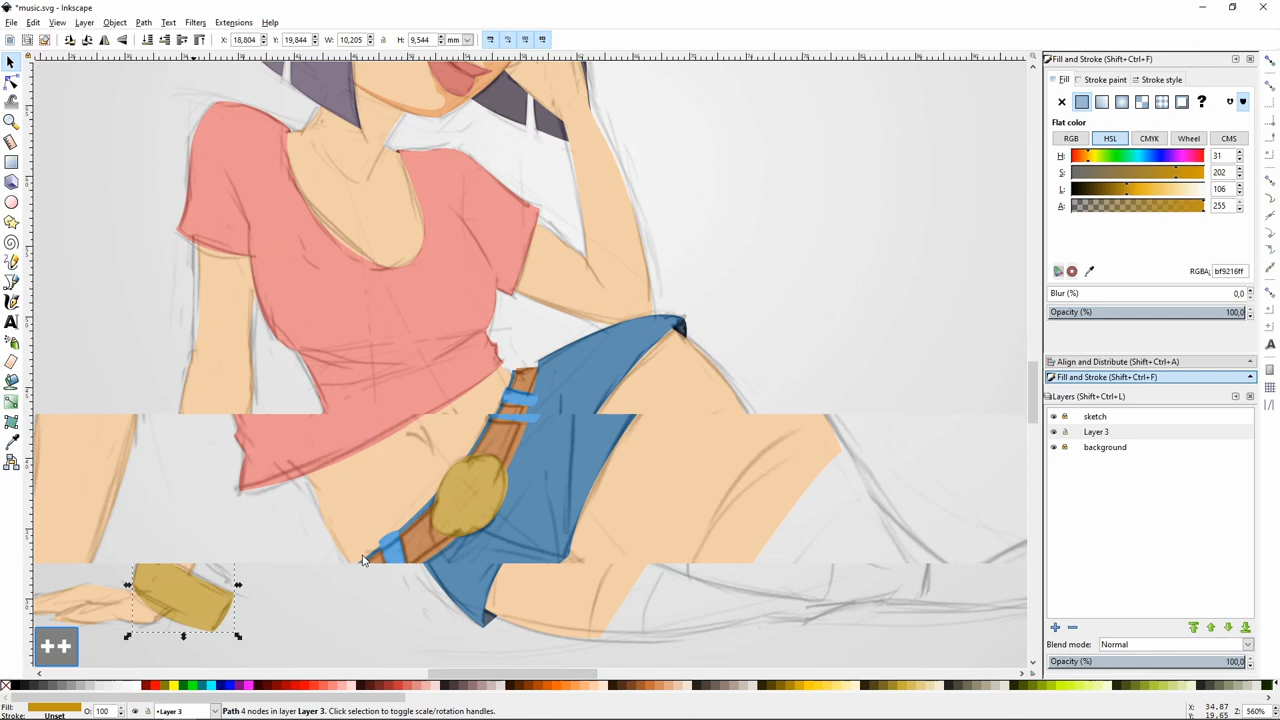 *music.svg - Inkscape
File Edit View Layer Object Path Text Filters Extensions Help
X: 18,804 Y: 19,844 W: 10,205 H: 9,544 mm
Fill and Stroke (Shift+Ctrl+F)
Fill Stroke paint Stroke style
?
Flat color
RGB HSL CMYK Wheel CMS
H: 31
S: 202
L: 106
A: 255
RGBA: bf9216ff
Blur (%) 0,0
Opacity (%) 100,0
Align and Distribute (Shift+Ctrl+A)
Fill and Stroke (Shift+Ctrl+F)
Layers (Shift+Ctrl+L)
sketch
Layer 3
background
++
Blend mode: Normal
Opacity (%) 100,0
Fill: O: 100 •Layer 3 Path 4 nodes in layer Layer 3. Click selection to toggle scale/rotation handles. X: 34,87 Z: 560%
Stroke: Unset Y: 19,65